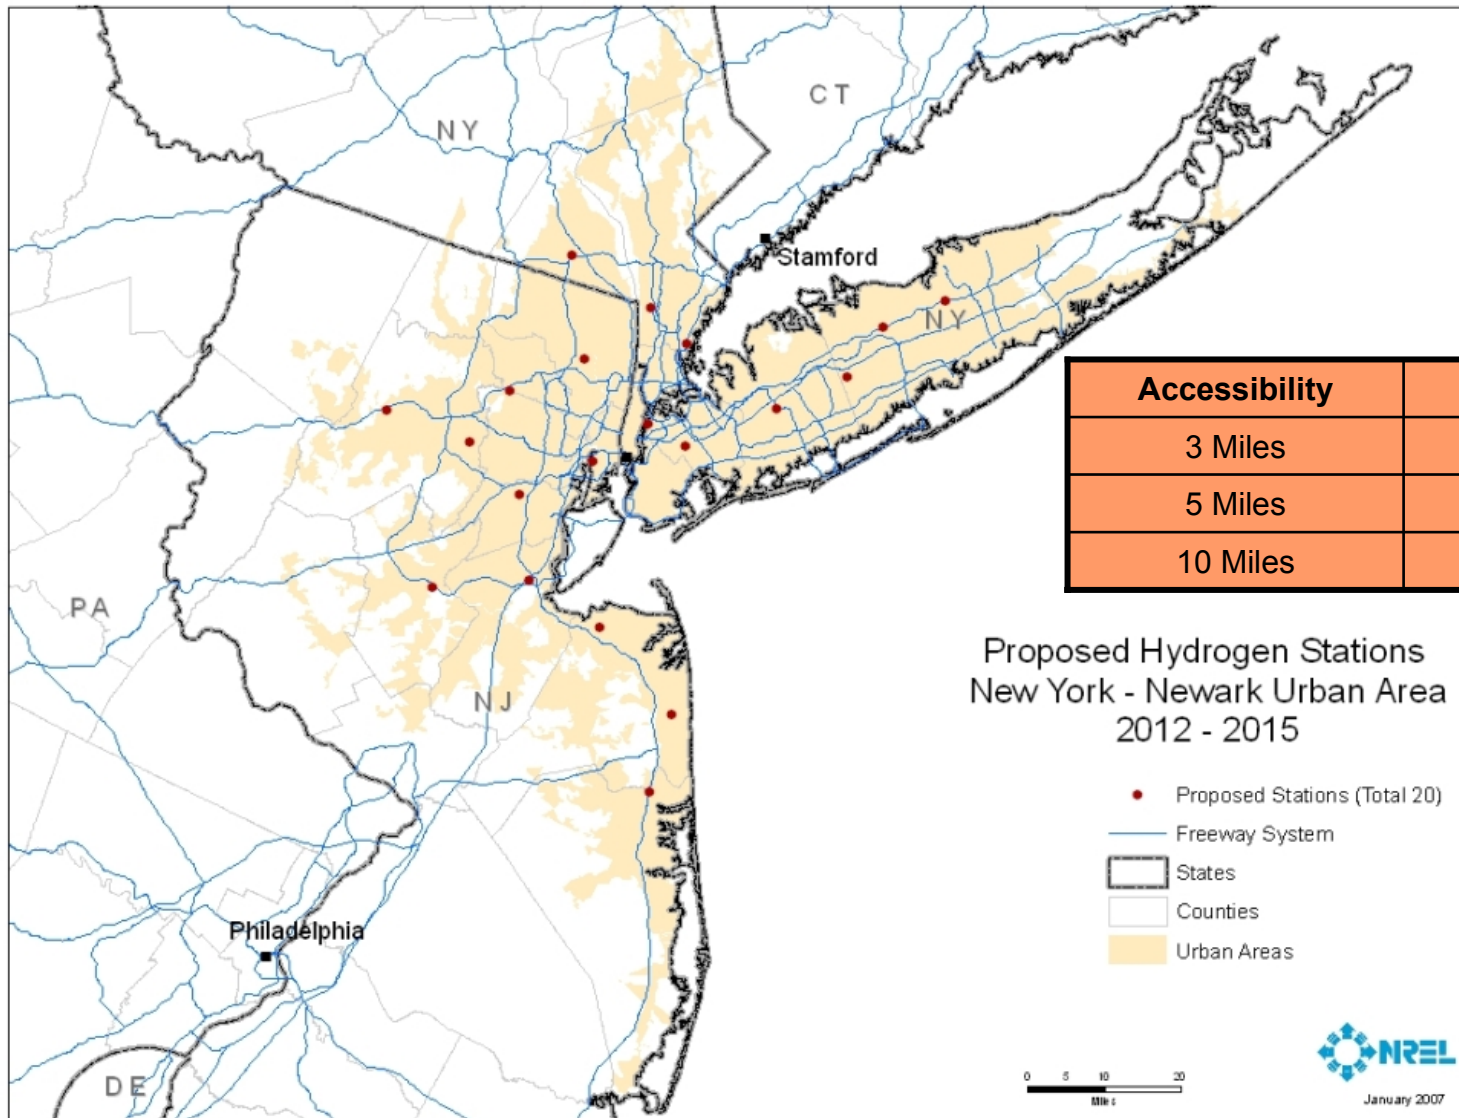 CT
NY
Stamford
NY
Accessibility
3 Miles
5 Miles
10 Miles
PA
NJ
Proposed Hydrogen Stations
New York - Newark Urban Area
2012 - 2015
Proposed Stations (Total 20)
Freeway System
States
Counties
Urban Areas
Philadelphia
DE
0 5 10 20
Miles
NREL
January 2007